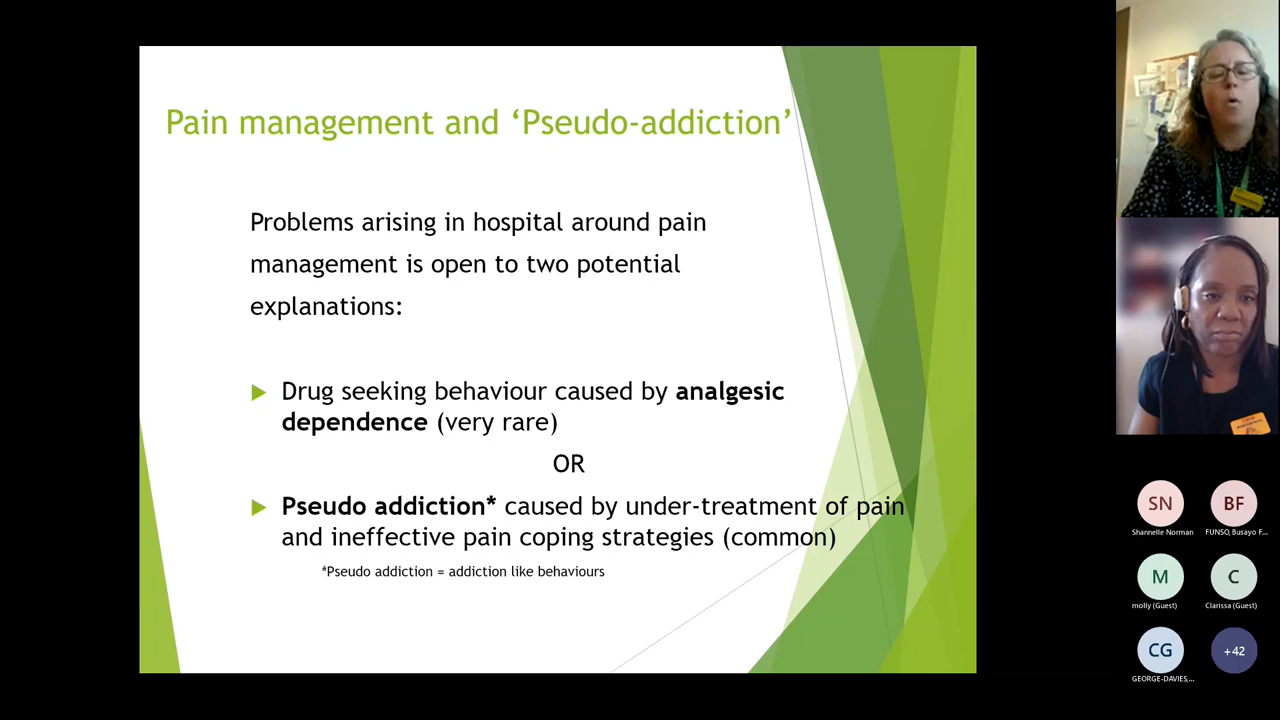 Pain management and ‘Pseudo-addiction’
Problems arising in hospital around pain
management is open to two potential
explanations:
Drug seeking behaviour caused by analgesic
dependence (very rare)
OR
Pseudo addiction* caused by under-treatment of pain
and ineffective pain coping strategies (common)
*Pseudo addiction = addiction like behaviours
SN
BF
Shannelle Norman
FUNSO, Busayo F...
M
C
molly (Guest)
Clarissa (Guest)
CG
+42
GEORGE-DAVIES,...